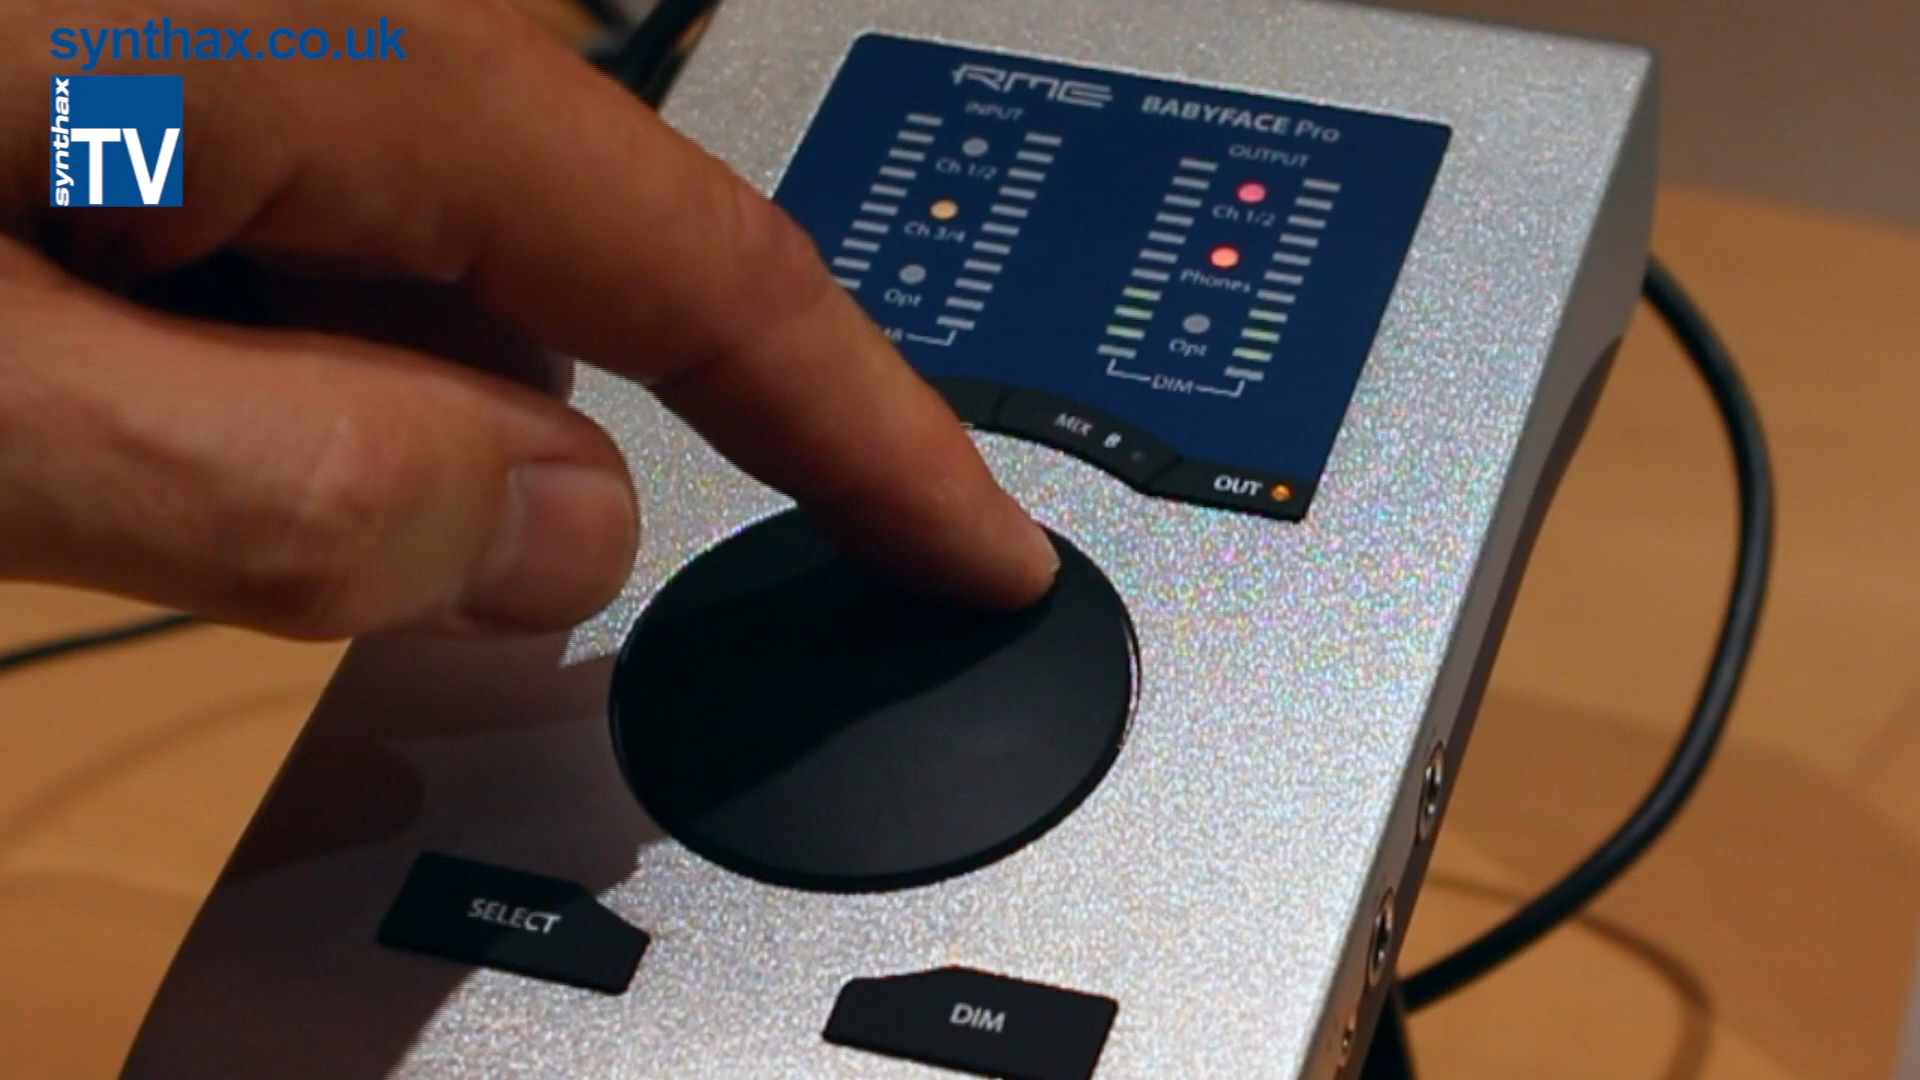 synthax.co.uk
synthax
TV
RME
BABYFACE Pro
INPUT
Ch 1/2
Ch 3/4
Opt
OUTPUT
Ch 1/2
Phones
Opt
DIM
MIX B
OUT
SELECT
DIM